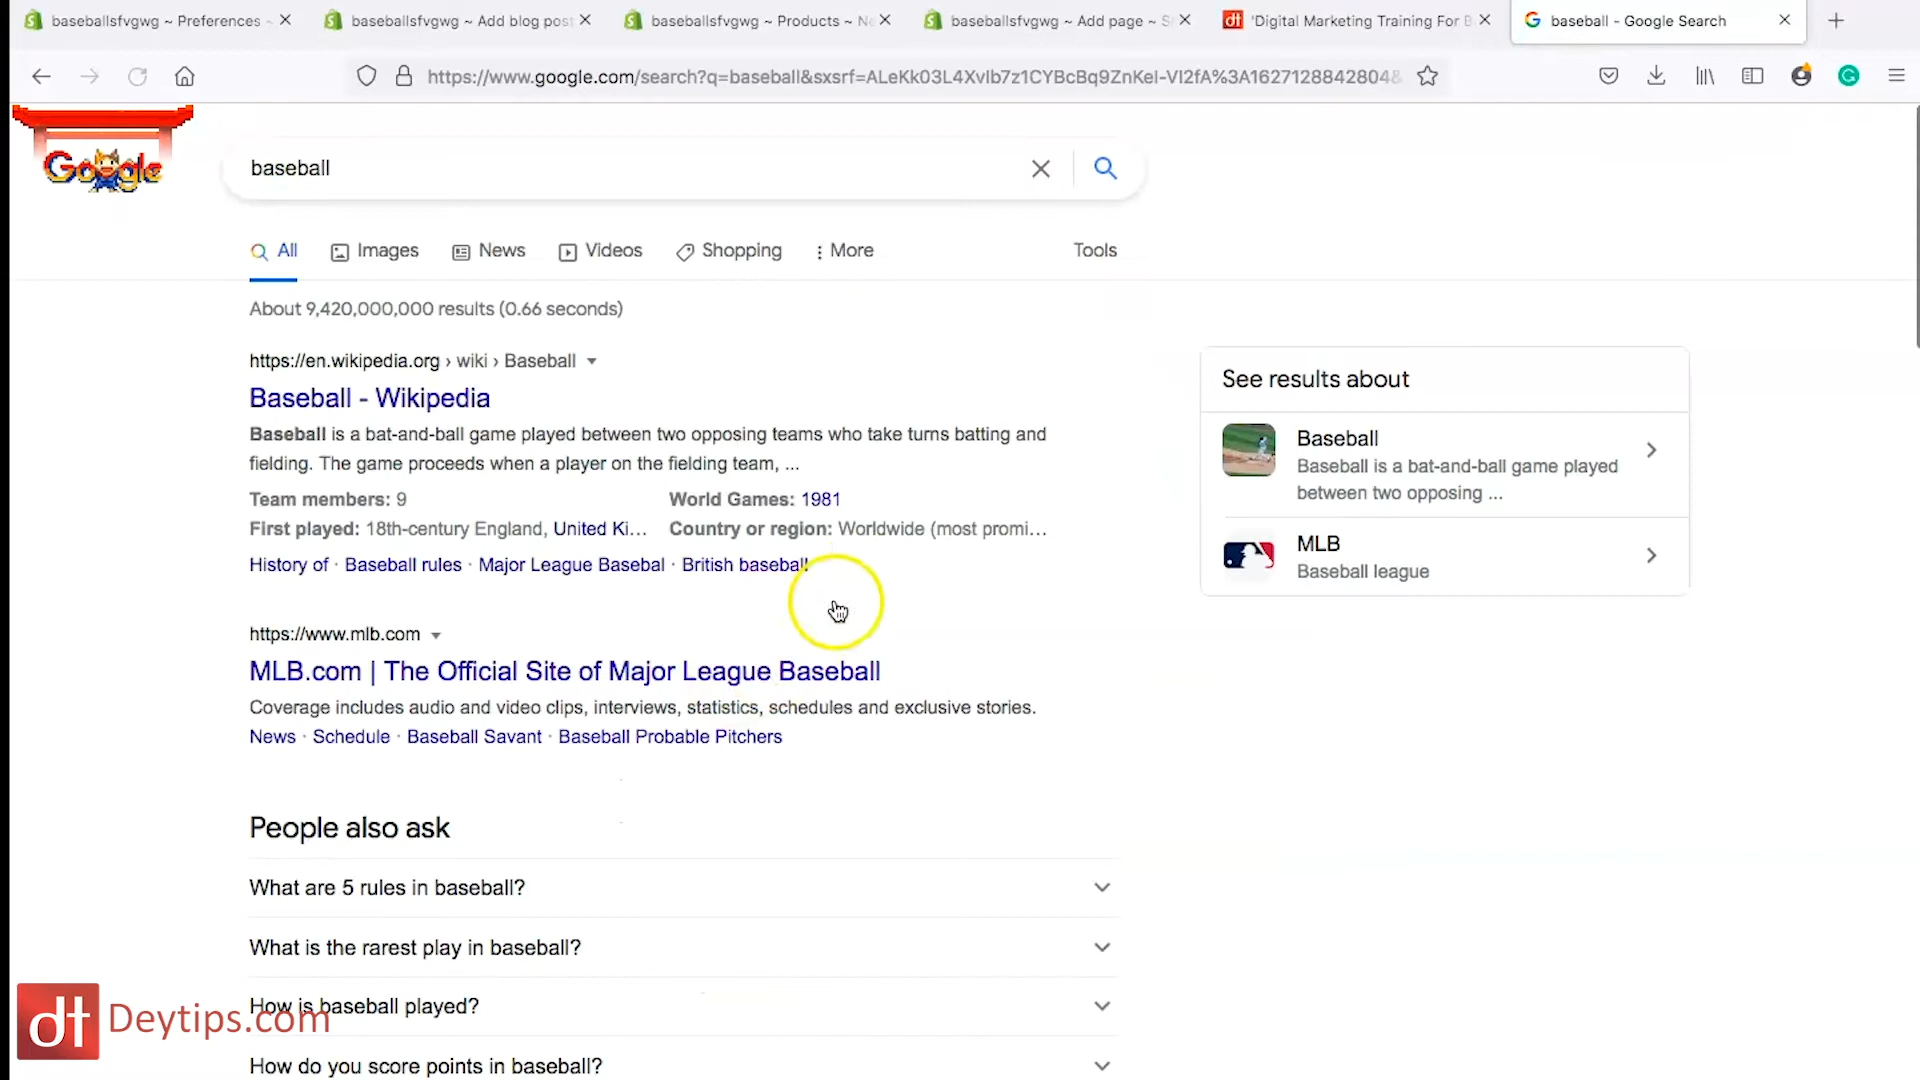 baseballsfvgwg ~ Preferences ~
baseballsfvgwg ~ Add blog post
baseballsfvgwg ~ Products ~ Ne
baseballsfvgwg ~ Add page ~ S
dt 'Digital Marketing Training For B
baseball - Google Search
https://www.google.com/search?q=baseball&sxsrf=ALeKk03L4XvIb7z1CYBcBq9ZnKel-VI2fA%3A1627128842804&
Google
baseball
All Images News Videos Shopping More Tools
About 9,420,000,000 results (0.66 seconds)
https://en.wikipedia.org › wiki › Baseball
Baseball - Wikipedia
Baseball is a bat-and-ball game played between two opposing teams who take turns batting and
fielding. The game proceeds when a player on the fielding team, ...
Team members: 9 World Games: 1981
First played: 18th-century England, United Ki... Country or region: Worldwide (most promi...
History of · Baseball rules · Major League Basebal · British baseball
https://www.mlb.com
MLB.com | The Official Site of Major League Baseball
Coverage includes audio and video clips, interviews, statistics, schedules and exclusive stories.
News · Schedule · Baseball Savant · Baseball Probable Pitchers
People also ask
What are 5 rules in baseball?
What is the rarest play in baseball?
How is baseball played?
How do you score points in baseball?
See results about
Baseball
Baseball is a bat-and-ball game played
between two opposing ...
MLB
Baseball league
dt Deytips.com